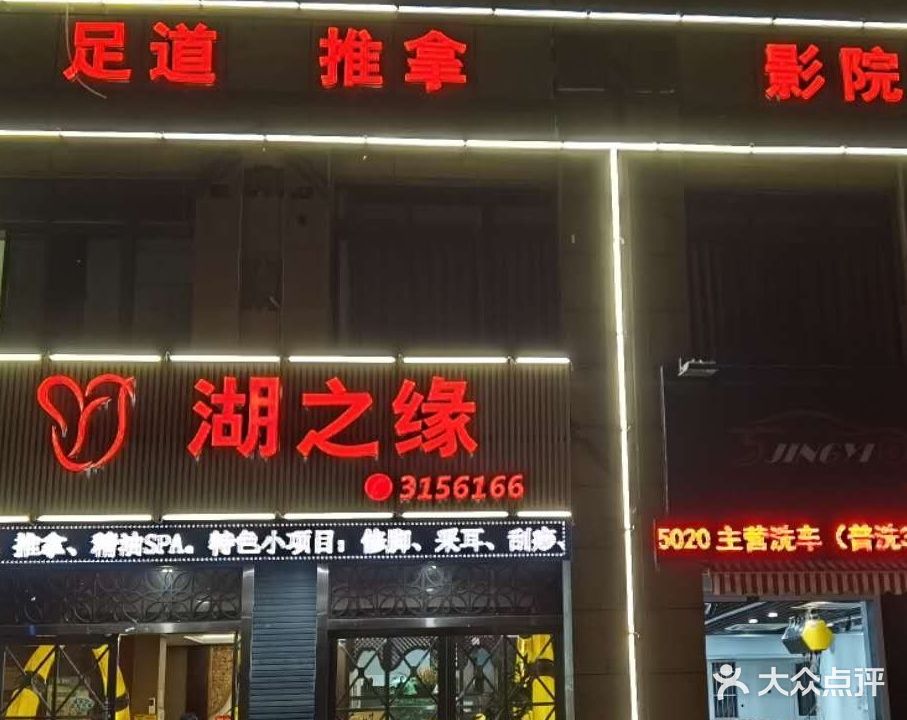 足道 推拿 影院
湖之缘
3156166
推拿、精油SPA。特色小项目：修脚、采耳、刮痧、
JINGYI
5020 主营洗车（普洗3
大众点评